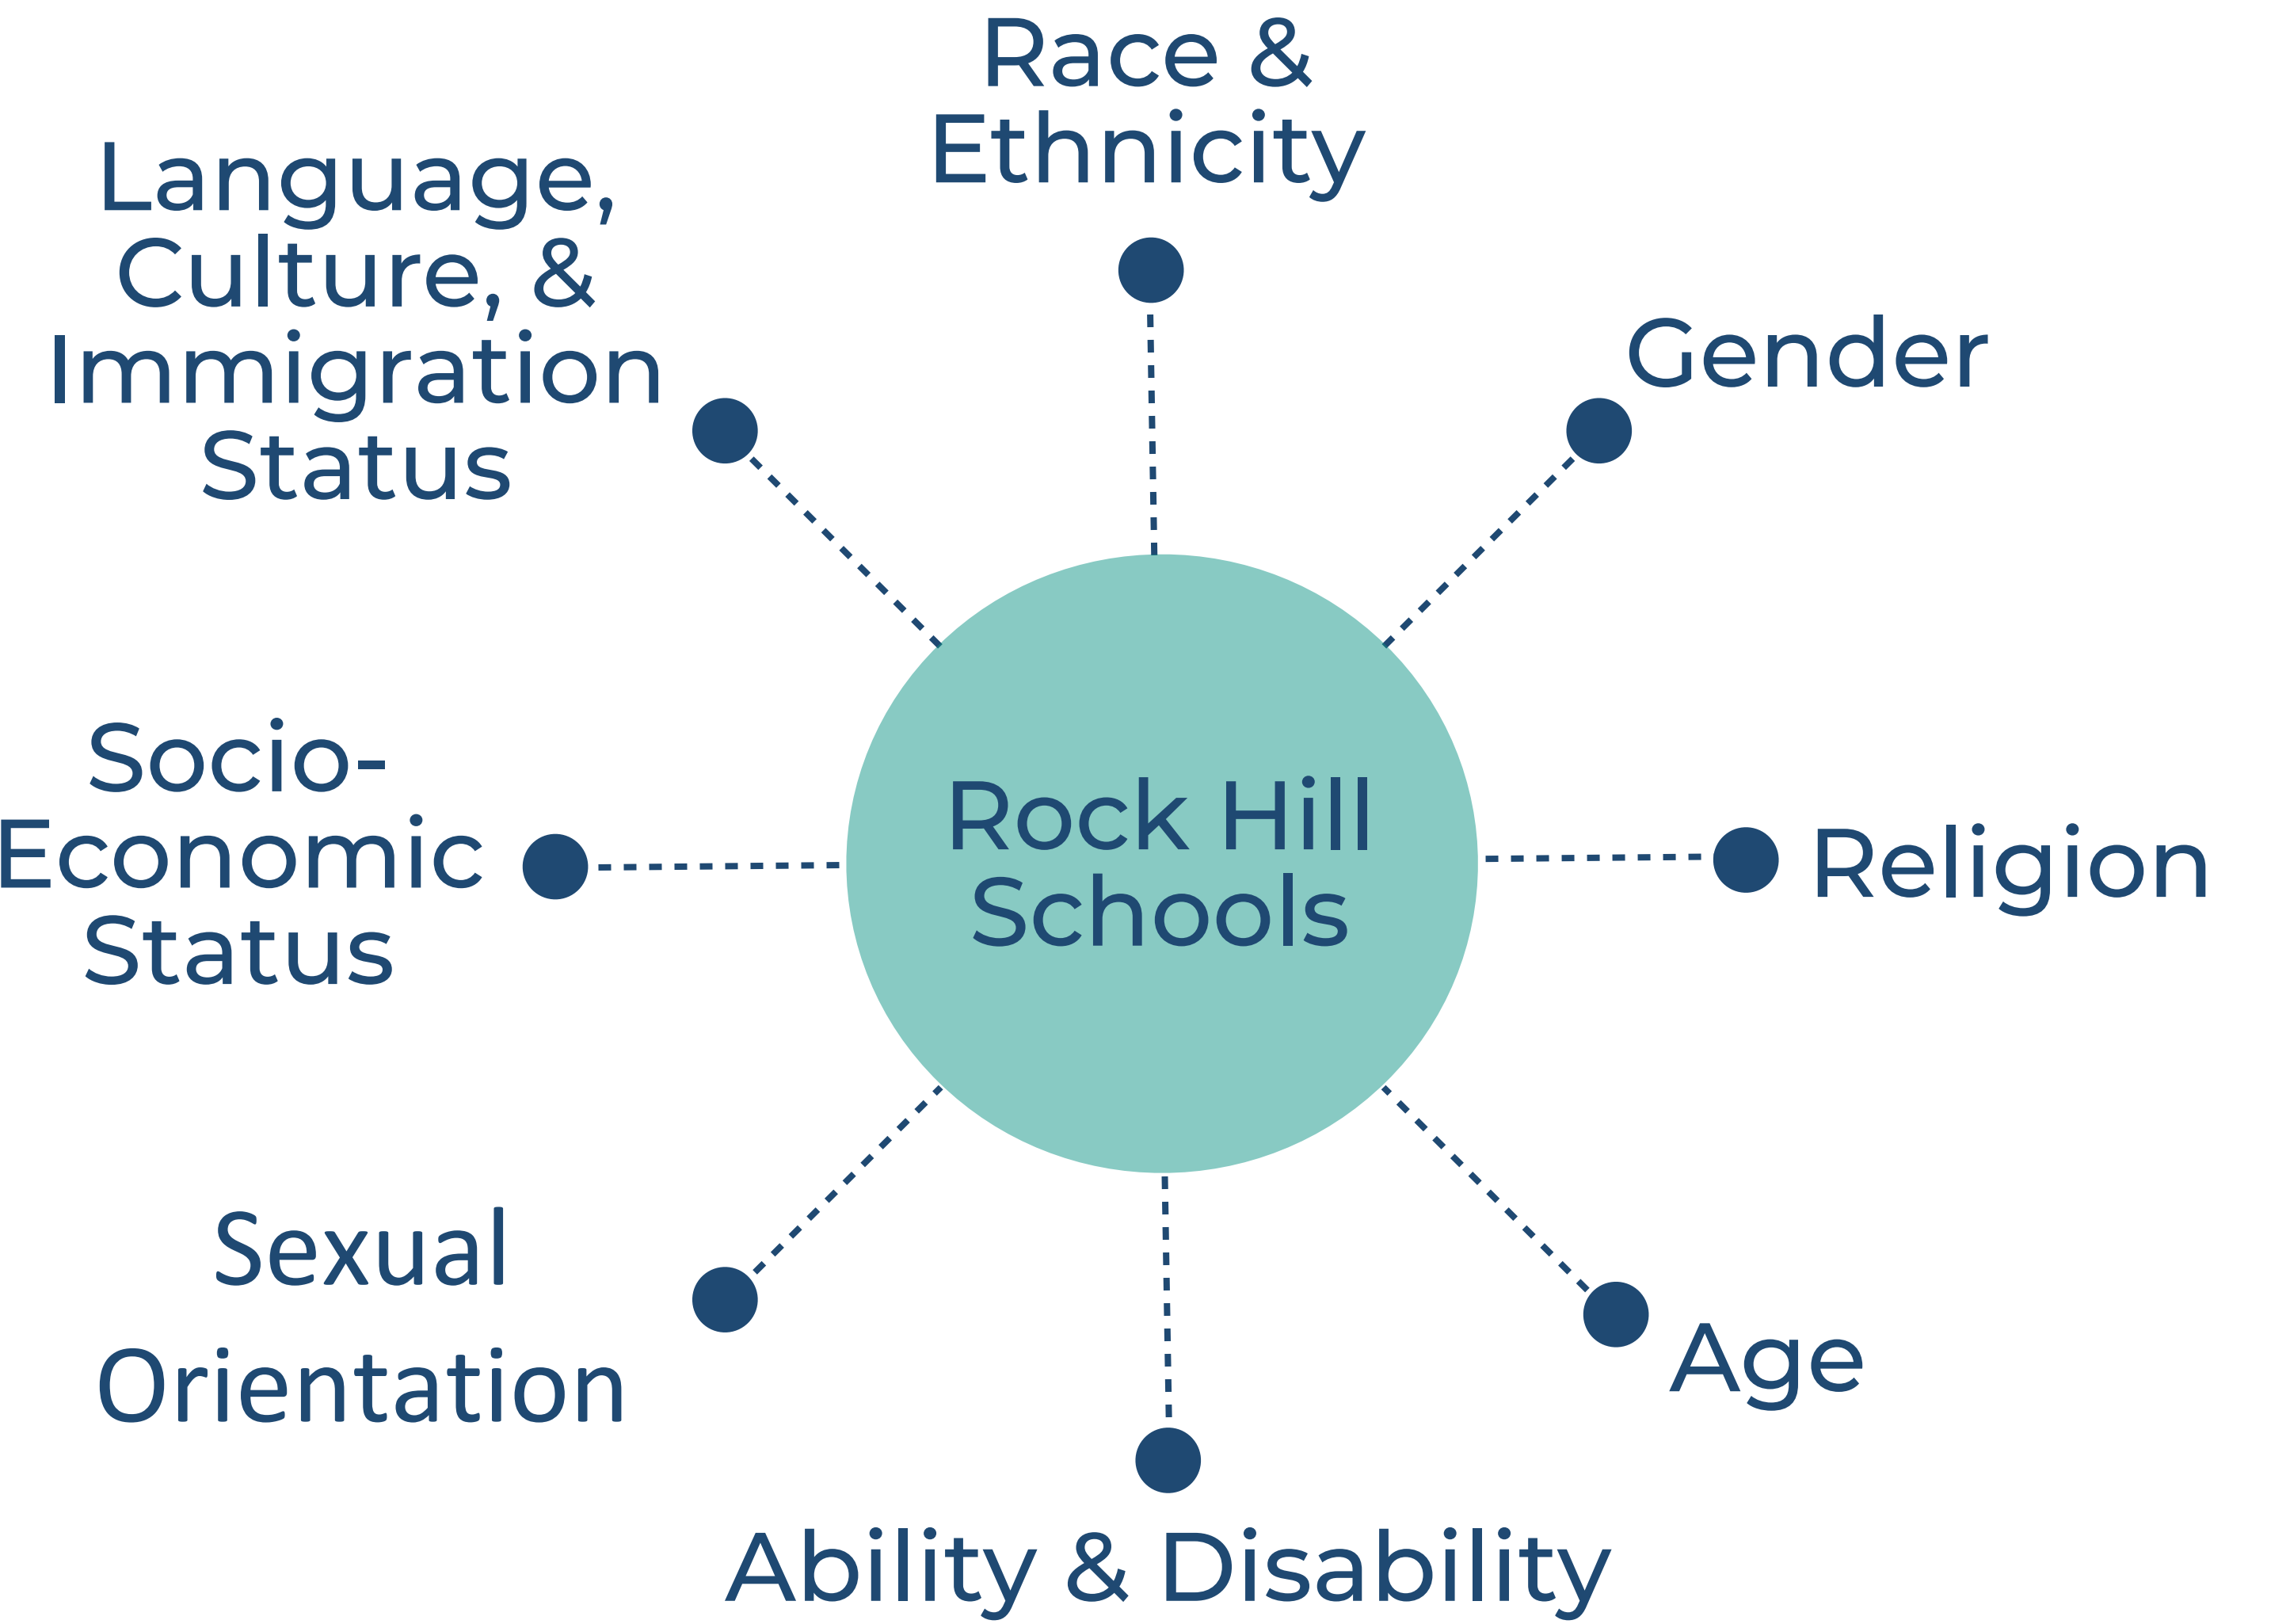 Race &
Ethnicity
Language,
Culture, &
Immigration
Status
Gender
Socio-
Economic
Status
Rock Hill
Schools
Religion
Sexual
Orientation
Age
Ability & Disability